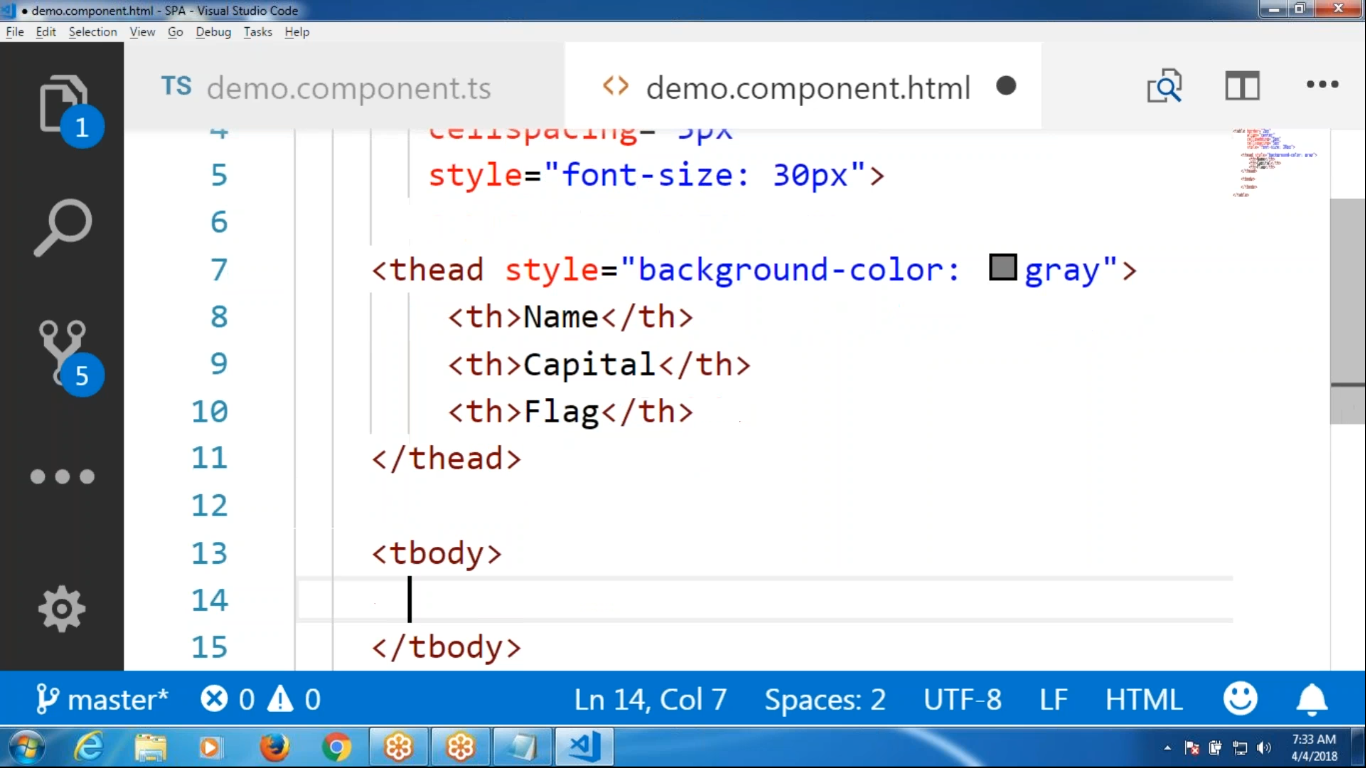 demo.component.html - SPA - Visual Studio Code
File Edit Selection View Go Debug Tasks Help
TS demo.component.ts
<> demo.component.html
4 cellspacing="5px"
5 style="font-size: 30px">
6
7 <thead style="background-color: gray">
8 <th>Name</th>
9 <th>Capital</th>
10 <th>Flag</th>
11 </thead>
12
13 <tbody>
14
15 </tbody>
1
5
master* 0 0 Ln 14, Col 7 Spaces: 2 UTF-8 LF HTML
7:33 AM
4/4/2018